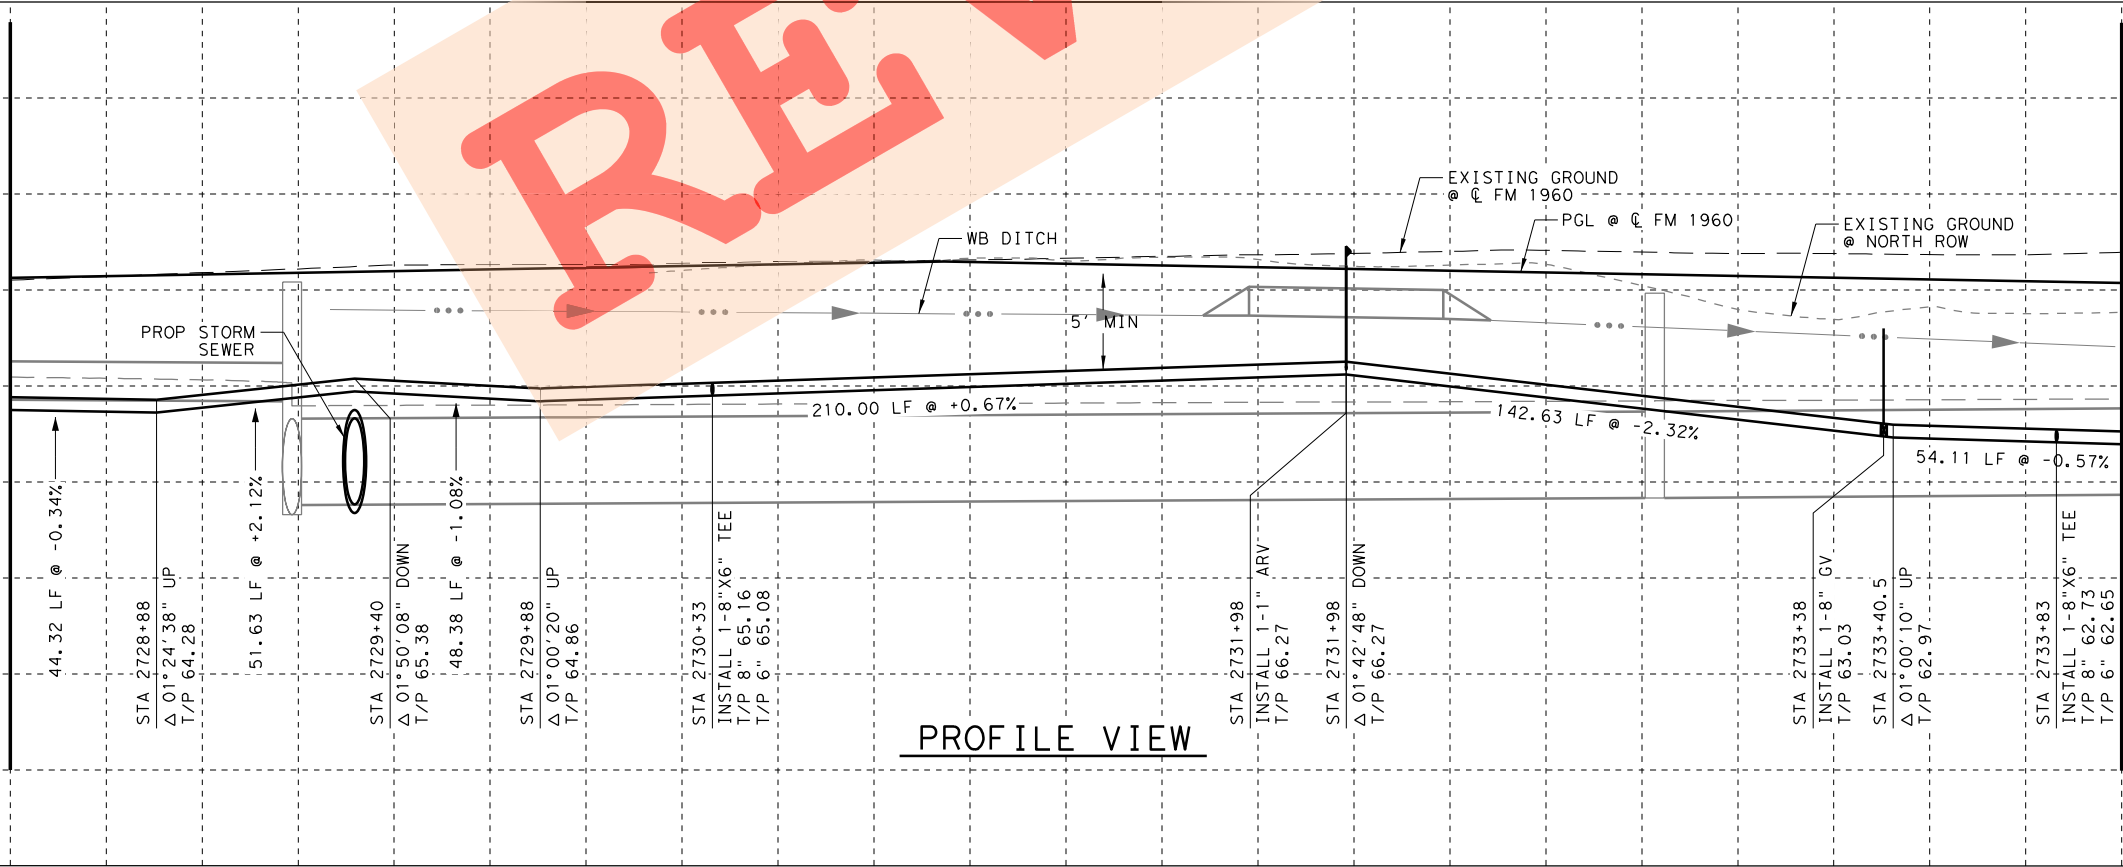 REV
EXISTING GROUND
@ ℄ FM 1960
PGL @ ℄ FM 1960
EXISTING GROUND
@ NORTH ROW
WB DITCH
PROP STORM
SEWER
5' MIN
210.00 LF @ +0.67%
142.63 LF @ -2.32%
54.11 LF @ -0.57%
44.32 LF @ -0.34%
STA 2728+88
Δ 01°24'38" UP
T/P 64.28
51.63 LF @ +2.12%
STA 2729+40
Δ 01°50'08" DOWN
T/P 65.38
48.38 LF @ -1.08%
STA 2729+88
Δ 01°00'20" UP
T/P 64.86
STA 2730+33
INSTALL 1-8"X6" TEE
T/P 8" 65.16
T/P 6" 65.08
STA 2731+98
INSTALL 1-1" ARV
T/P 66.27
STA 2731+98
Δ 01°42'48" DOWN
T/P 66.27
STA 2733+38
INSTALL 1-8" GV
T/P 63.03
STA 2733+40.5
Δ 01°00'10" UP
T/P 62.97
STA 2733+83
INSTALL 1-8"X6" TEE
T/P 8" 62.73
T/P 6" 62.65
PROFILE VIEW